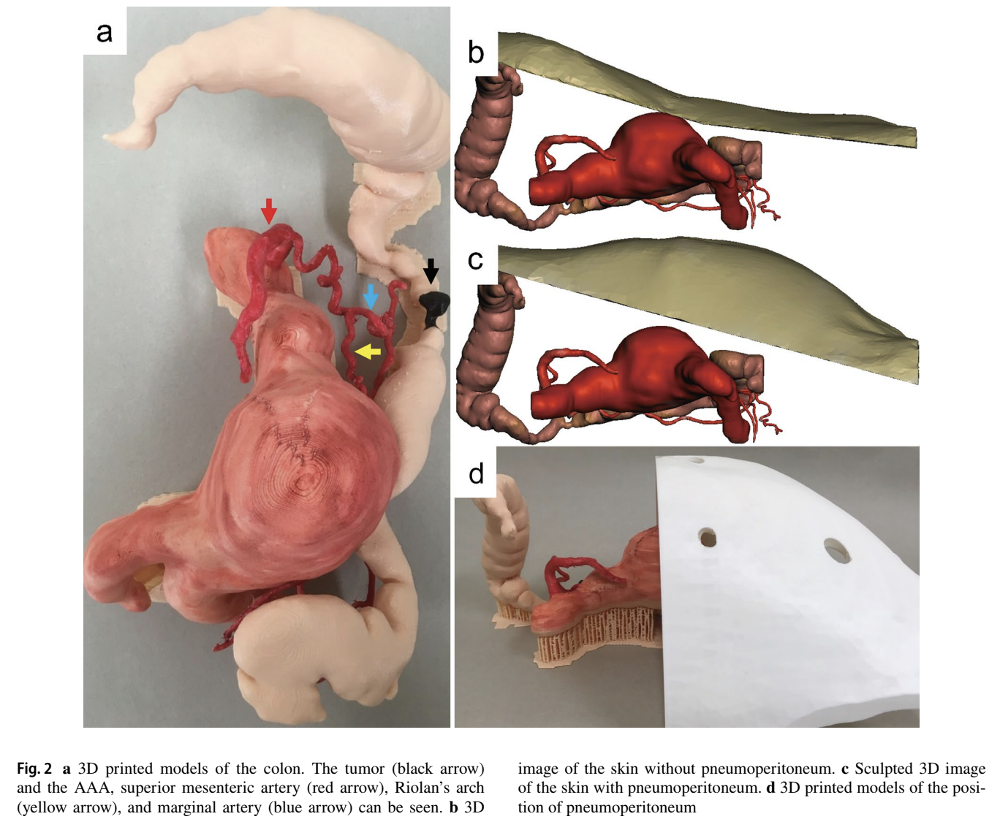 a
b
c
d
Fig. 2 a 3D printed models of the colon. The tumor (black arrow)
and the AAA, superior mesenteric artery (red arrow), Riolan's arch
(yellow arrow), and marginal artery (blue arrow) can be seen. b 3D
image of the skin without pneumoperitoneum. c Sculpted 3D image
of the skin with pneumoperitoneum. d 3D printed models of the posi-
tion of pneumoperitoneum